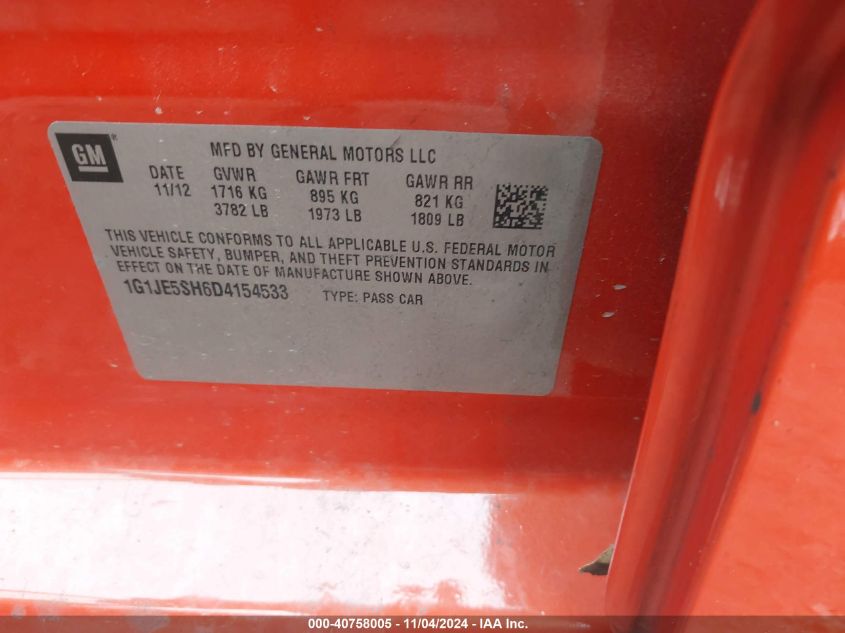 GM®
MFD BY GENERAL MOTORS LLC
DATE GVWR GAWR FRT GAWR RR
11/12 1716 KG 895 KG 821 KG
3782 LB 1973 LB 1809 LB
THIS VEHICLE CONFORMS TO ALL APPLICABLE U.S. FEDERAL MOTOR
VEHICLE SAFETY, BUMPER, AND THEFT PREVENTION STANDARDS IN
EFFECT ON THE DATE OF MANUFACTURE SHOWN ABOVE.
1G1JE5SH6D4154533 TYPE: PASS CAR
000-40758005 - 11/04/2024 - IAA Inc.